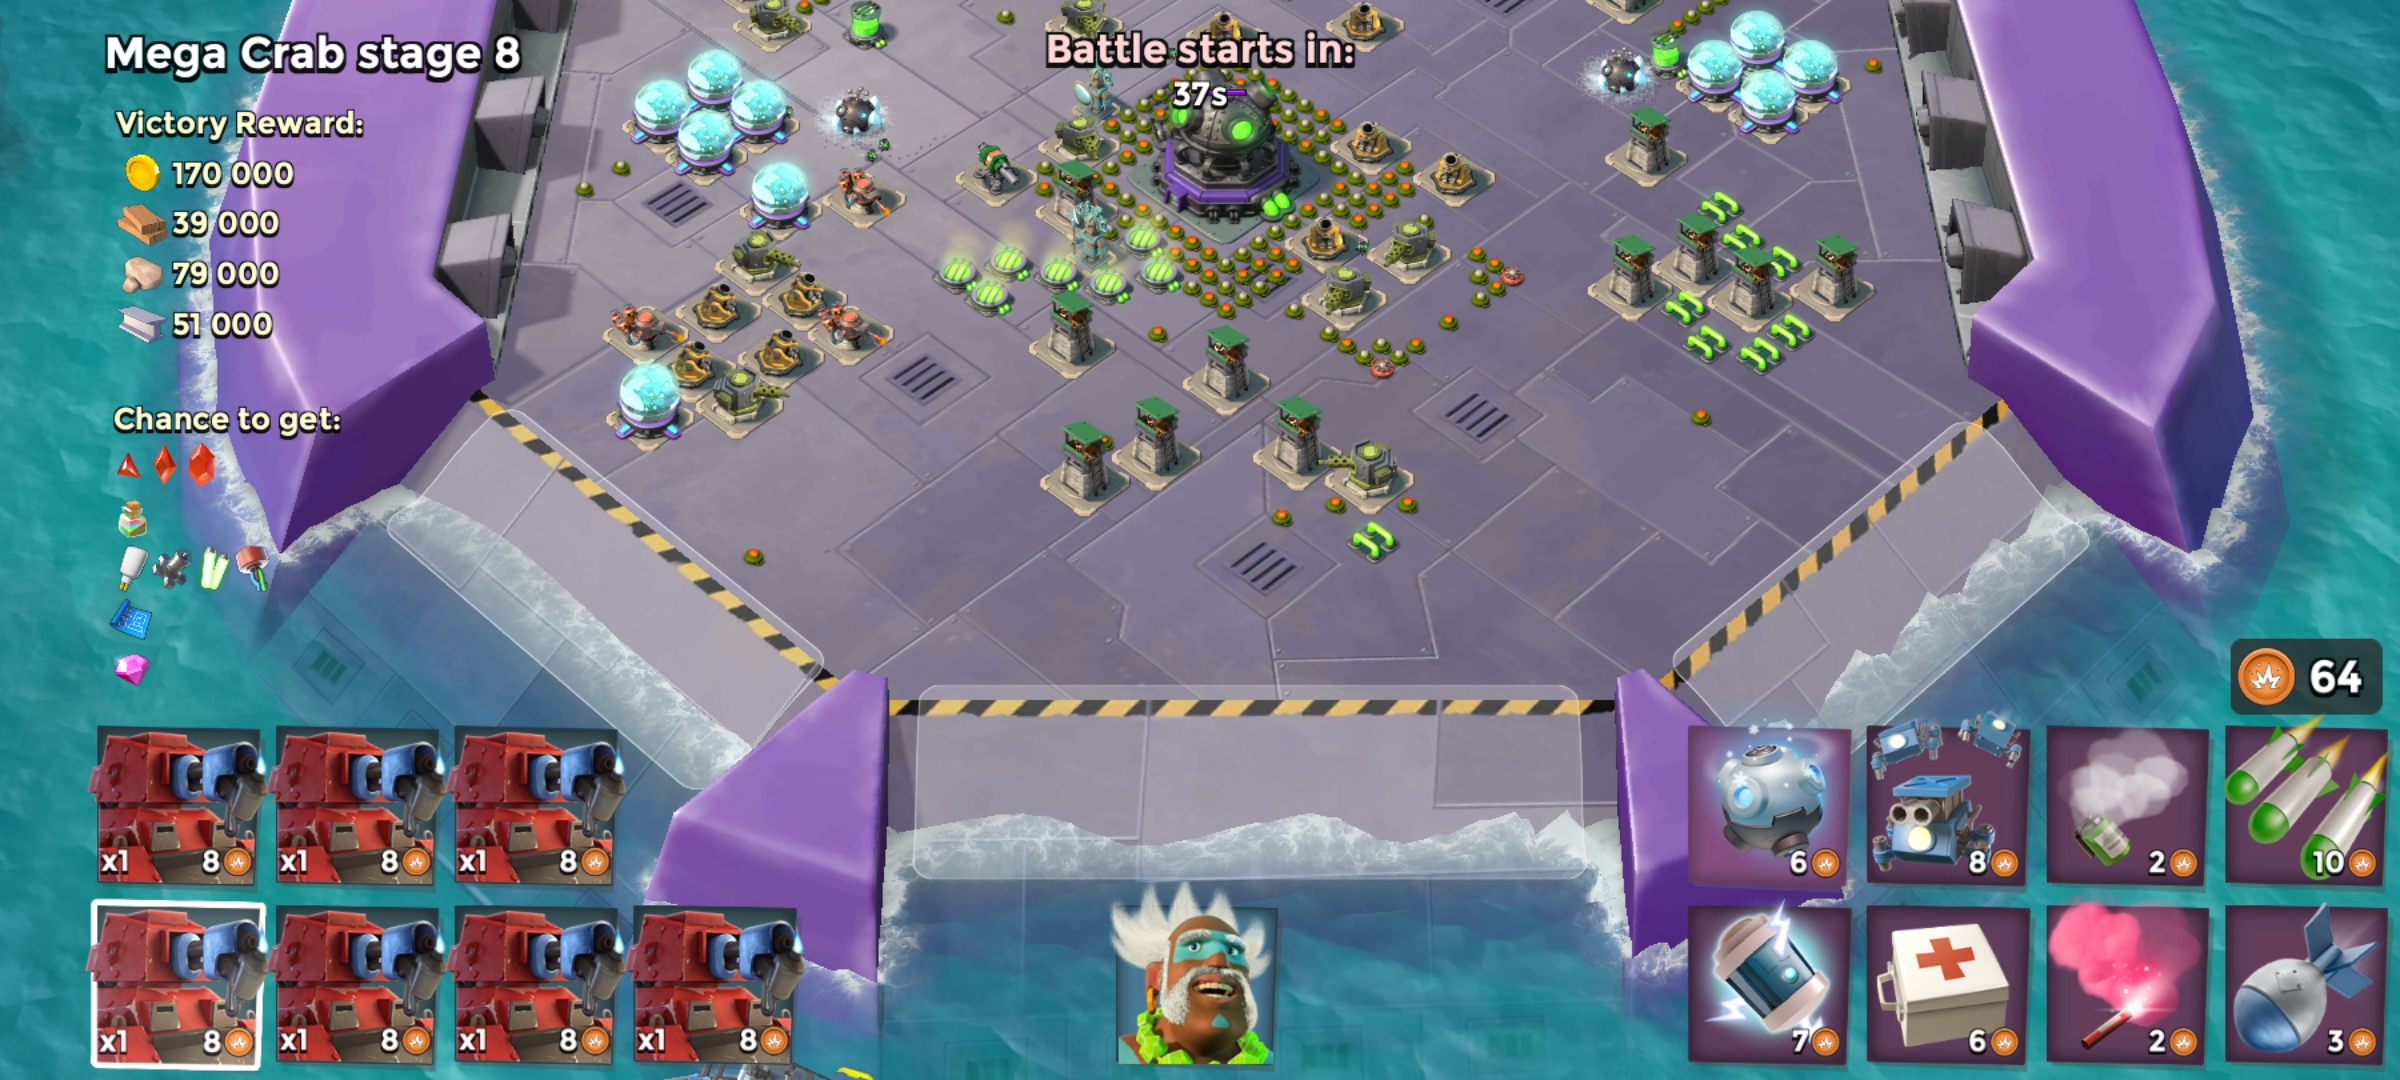 Mega Crab stage 8
Battle starts in:
37s
Victory Reward:
170 000
39 000
79 000
51 000
Chance to get:
64
x1 8
x1 8
x1 8
6
8
2
10
x1 8
x1 8
x1 8
x1 8
7
6
2
3